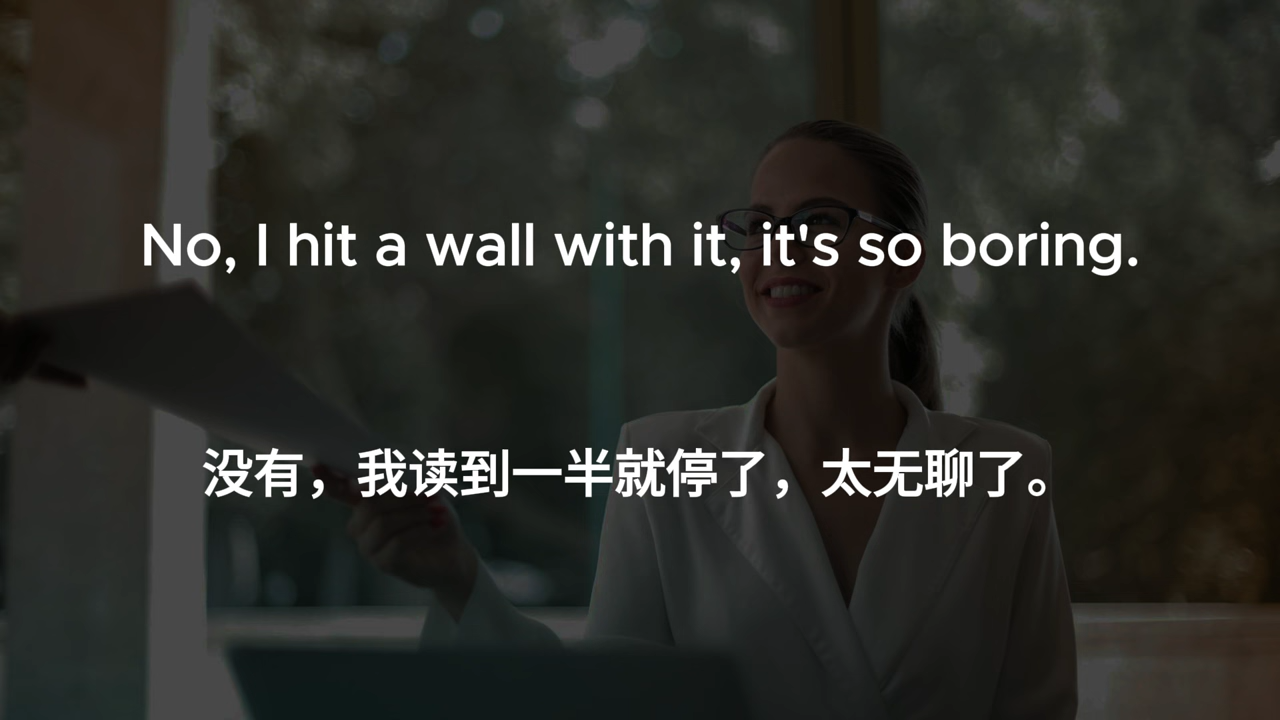 No, I hit a wall with it, it's so boring.
没有，我读到一半就停了，太无聊了。